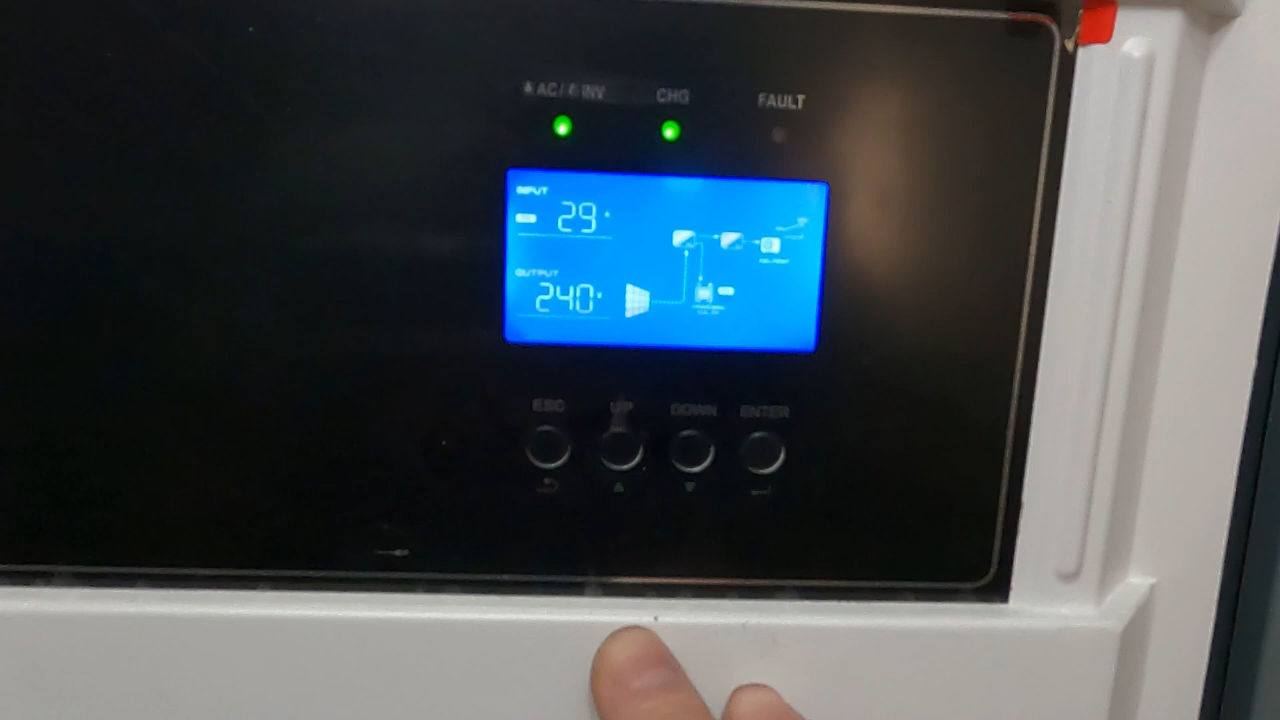 AC/ INV CHG FAULT
INPUT
29
OUTPUT
240
ESC UP DOWN ENTER